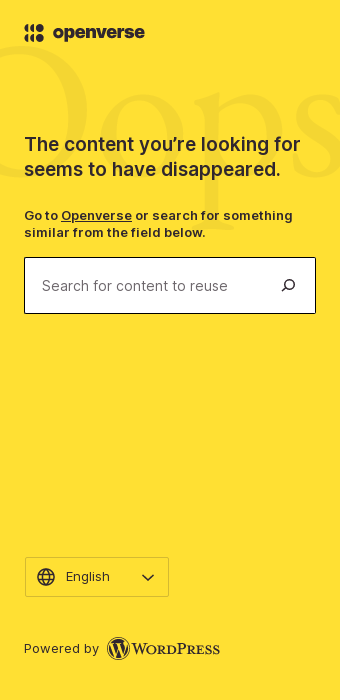 openverse
Oops
The content you’re looking for
seems to have disappeared.
Go to Openverse or search for something
similar from the field below.
Search for content to reuse
English
Powered by WORDPRESS